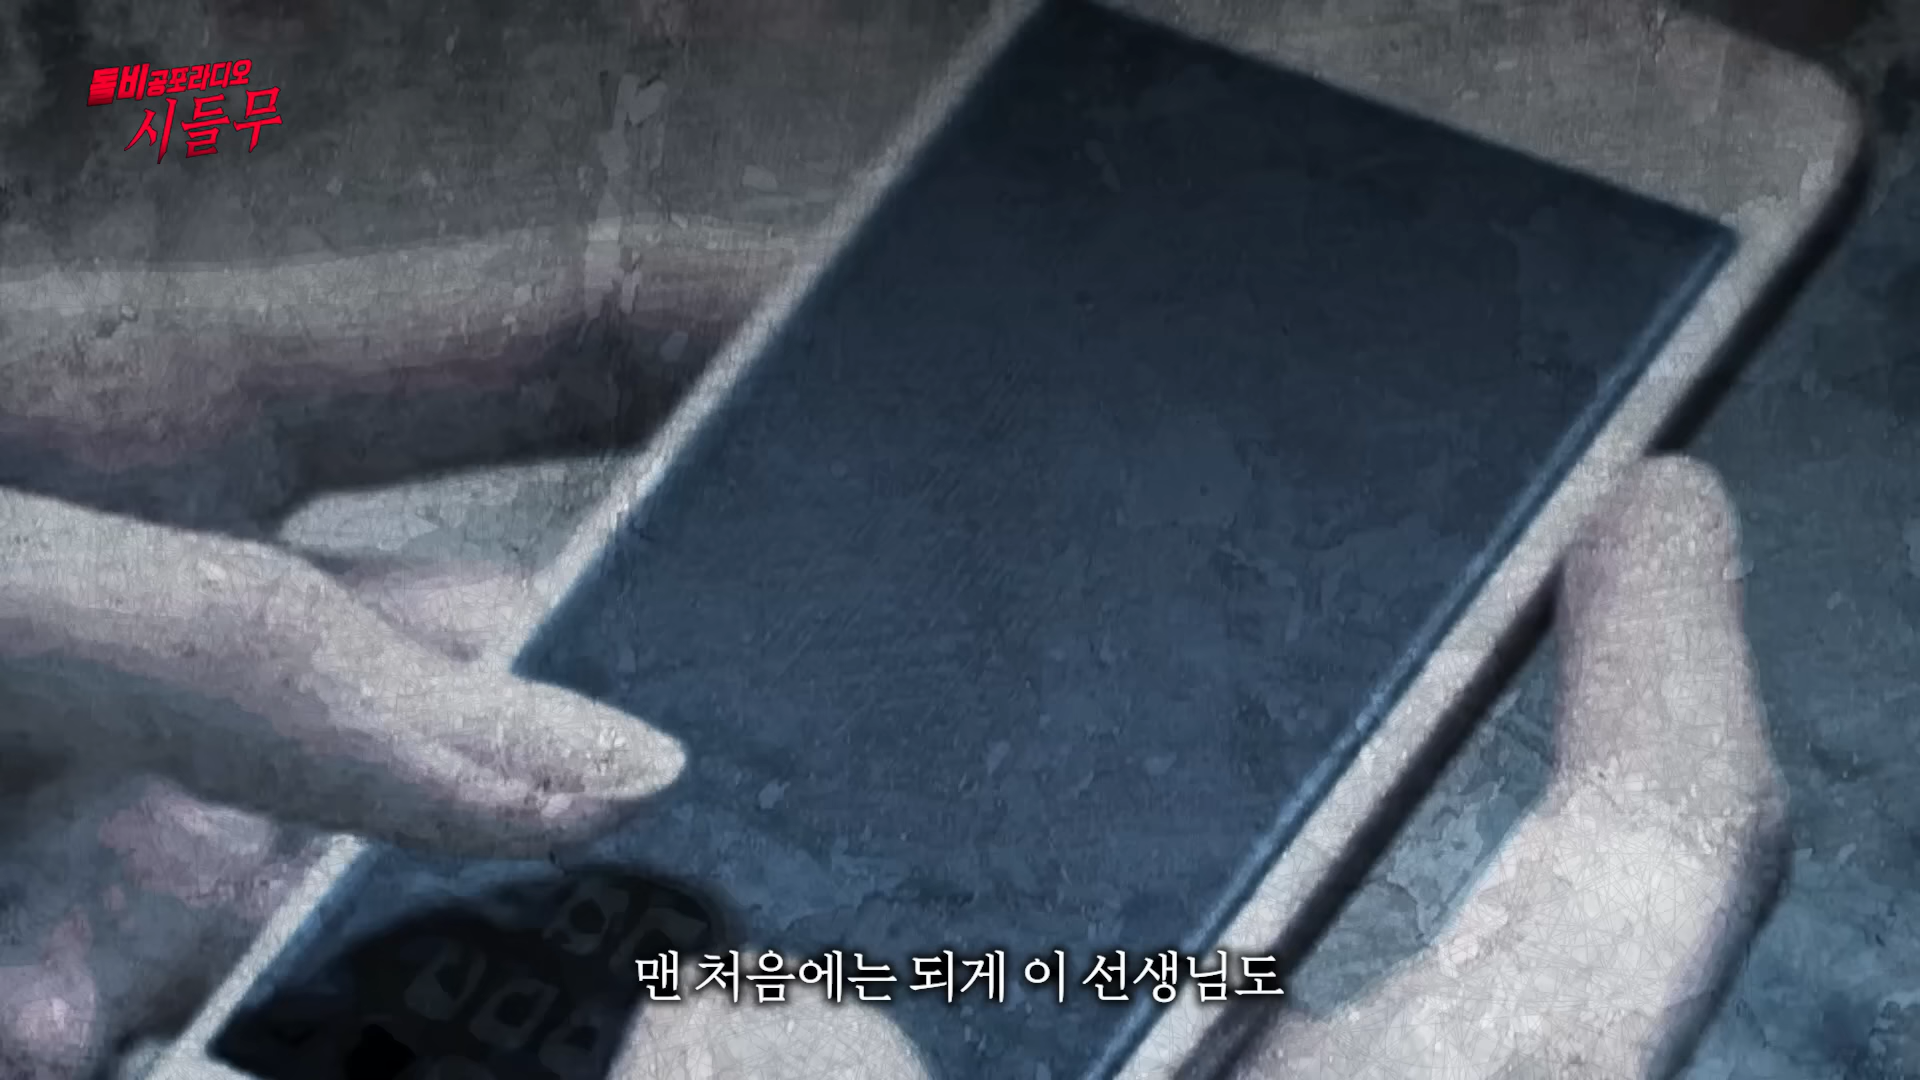 돌비공포라디오
시들무
맨 처음에는 되게 이 선생님도